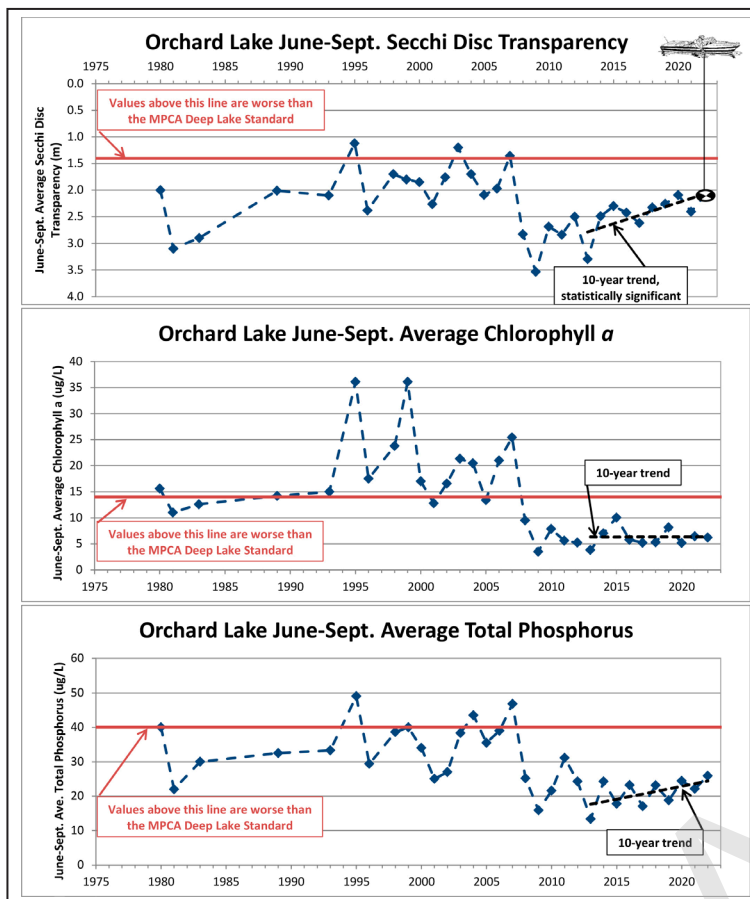 Orchard Lake June-Sept. Secchi Disc Transparency
1975 1980 1985 1990 1995 2000 2005 2010 2015 2020
0.0
0.5
1.0
1.5
2.0
2.5
3.0
3.5
4.0
June-Sept. Average Secchi Disc
Transparency (m)
Values above this line are worse than
the MPCA Deep Lake Standard
10-year trend,
statistically significant
Orchard Lake June-Sept. Average Chlorophyll a
40
35
30
25
20
15
10
5
0
June-Sept. Average Chlorophyll a (ug/L)
10-year trend
Values above this line are worse than
the MPCA Deep Lake Standard
1975 1980 1985 1990 1995 2000 2005 2010 2015 2020
Orchard Lake June-Sept. Average Total Phosphorus
60
50
40
30
20
10
0
June-Sept. Ave. Total Phosphorus (ug/L)
Values above this line are worse than
the MPCA Deep Lake Standard
10-year trend
1975 1980 1985 1990 1995 2000 2005 2010 2015 2020